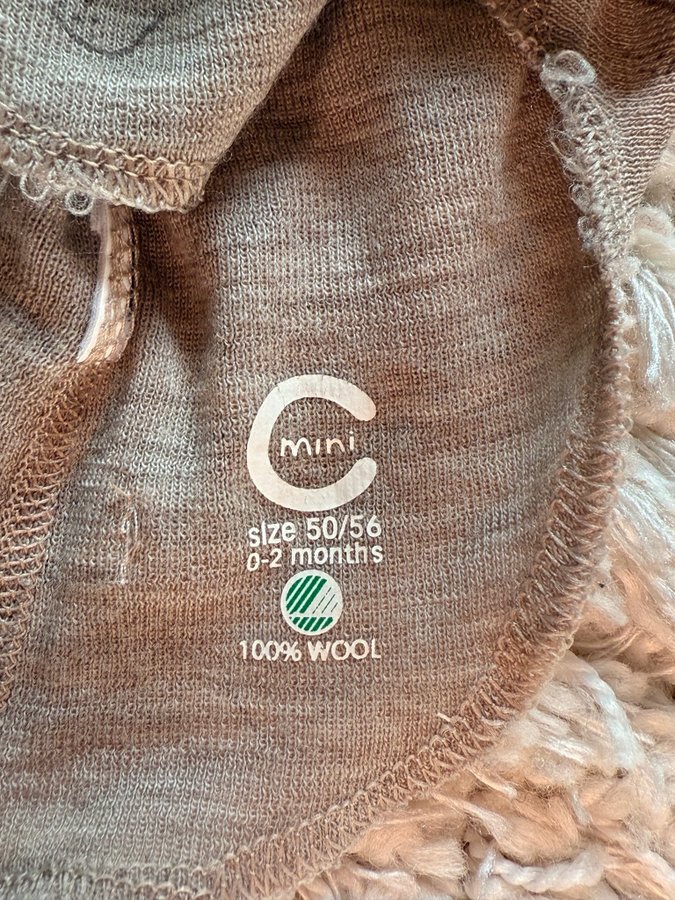 mini
size 50/56
0-2 months
100% WOOL